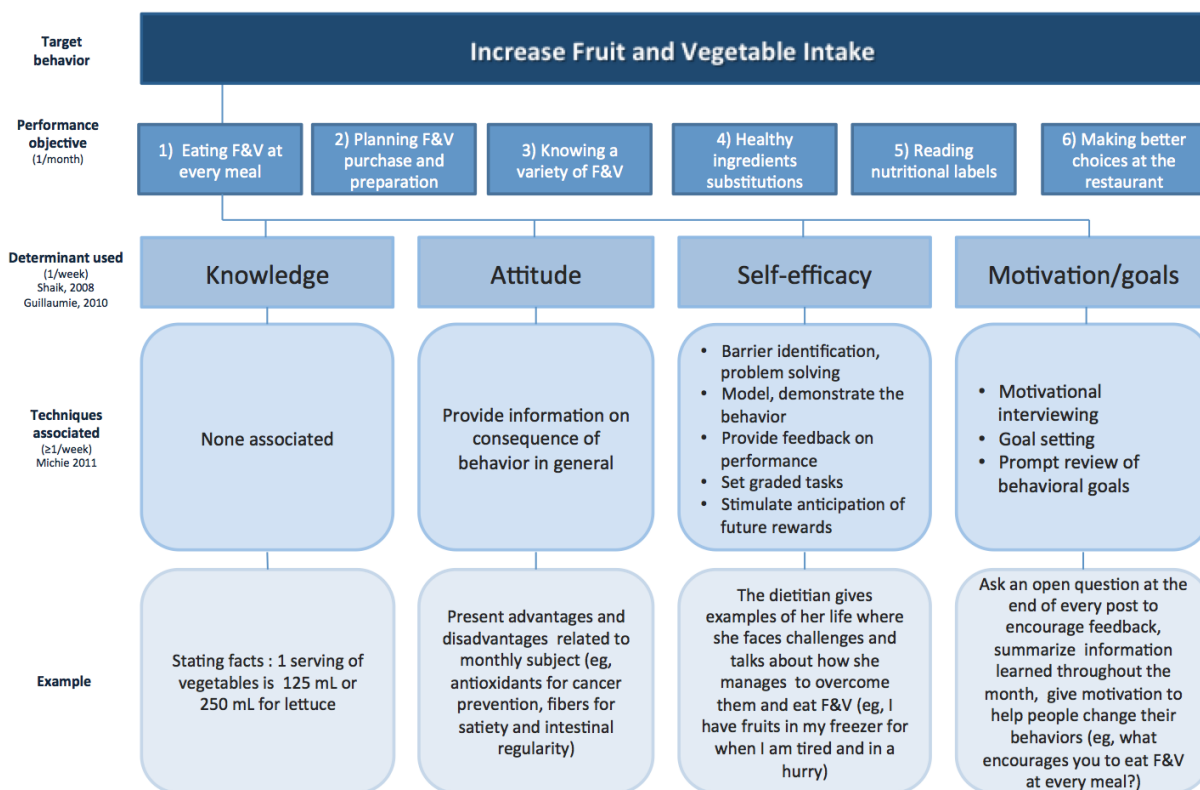 Target
behavior
Increase Fruit and Vegetable Intake
Performance
objective
(1/month)
1) Eating F&V at
every meal
2) Planning F&V
purchase and
preparation
3) Knowing a
variety of F&V
4) Healthy
ingredients
substitutions
5) Reading
nutritional labels
6) Making better
choices at the
restaurant
Determinant used
(1/week)
Shaik, 2008
Guillaumie, 2010
Knowledge
Attitude
Self-efficacy
Motivation/goals
Techniques
associated
(≥1/week)
Michie 2011
None associated
Provide information on
consequence of
behavior in general
• Barrier identification,
problem solving
• Model, demonstrate the
behavior
• Provide feedback on
performance
• Set graded tasks
• Stimulate anticipation of
future rewards
• Motivational
interviewing
• Goal setting
• Prompt review of
behavioral goals
Example
Stating facts : 1 serving of
vegetables is 125 mL or
250 mL for lettuce
Present advantages and
disadvantages related to
monthly subject (eg,
antioxidants for cancer
prevention, fibers for
satiety and intestinal
regularity)
The dietitian gives
examples of her life where
she faces challenges and
talks about how she
manages to overcome
them and eat F&V (eg, I
have fruits in my freezer for
when I am tired and in a
hurry)
Ask an open question at the
end of every post to
encourage feedback,
summarize information
learned throughout the
month, give motivation to
help people change their
behaviors (eg, what
encourages you to eat F&V
at every meal?)